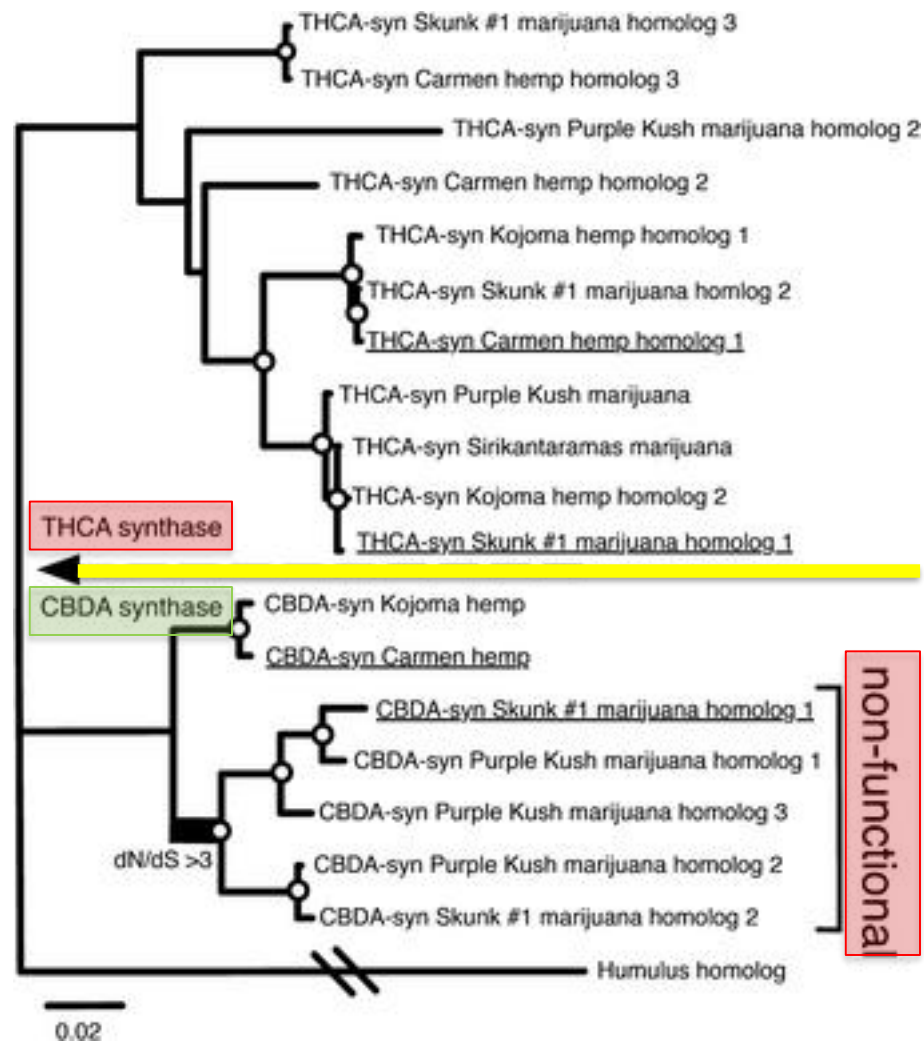 THCA-syn Skunk #1 marijuana homolog 3
THCA-syn Carmen hemp homolog 3
THCA-syn Purple Kush marijuana homolog 2
THCA-syn Carmen hemp homolog 2
THCA-syn Kojoma hemp homolog 1
THCA-syn Skunk #1 marijuana homlog 2
THCA-syn Carmen hemp homolog 1
THCA-syn Purple Kush marijuana
THCA-syn Sirikantaramas marijuana
THCA-syn Kojoma hemp homolog 2
THCA-syn Skunk #1 marijuana homolog 1
THCA synthase
CBDA synthase
CBDA-syn Kojoma hemp
CBDA-syn Carmen hemp
CBDA-syn Skunk #1 marijuana homolog 1
CBDA-syn Purple Kush marijuana homolog 1
CBDA-syn Purple Kush marijuana homolog 3
dN/dS >3
CBDA-syn Purple Kush marijuana homolog 2
CBDA-syn Skunk #1 marijuana homolog 2
non-functional
Humulus homolog
0.02